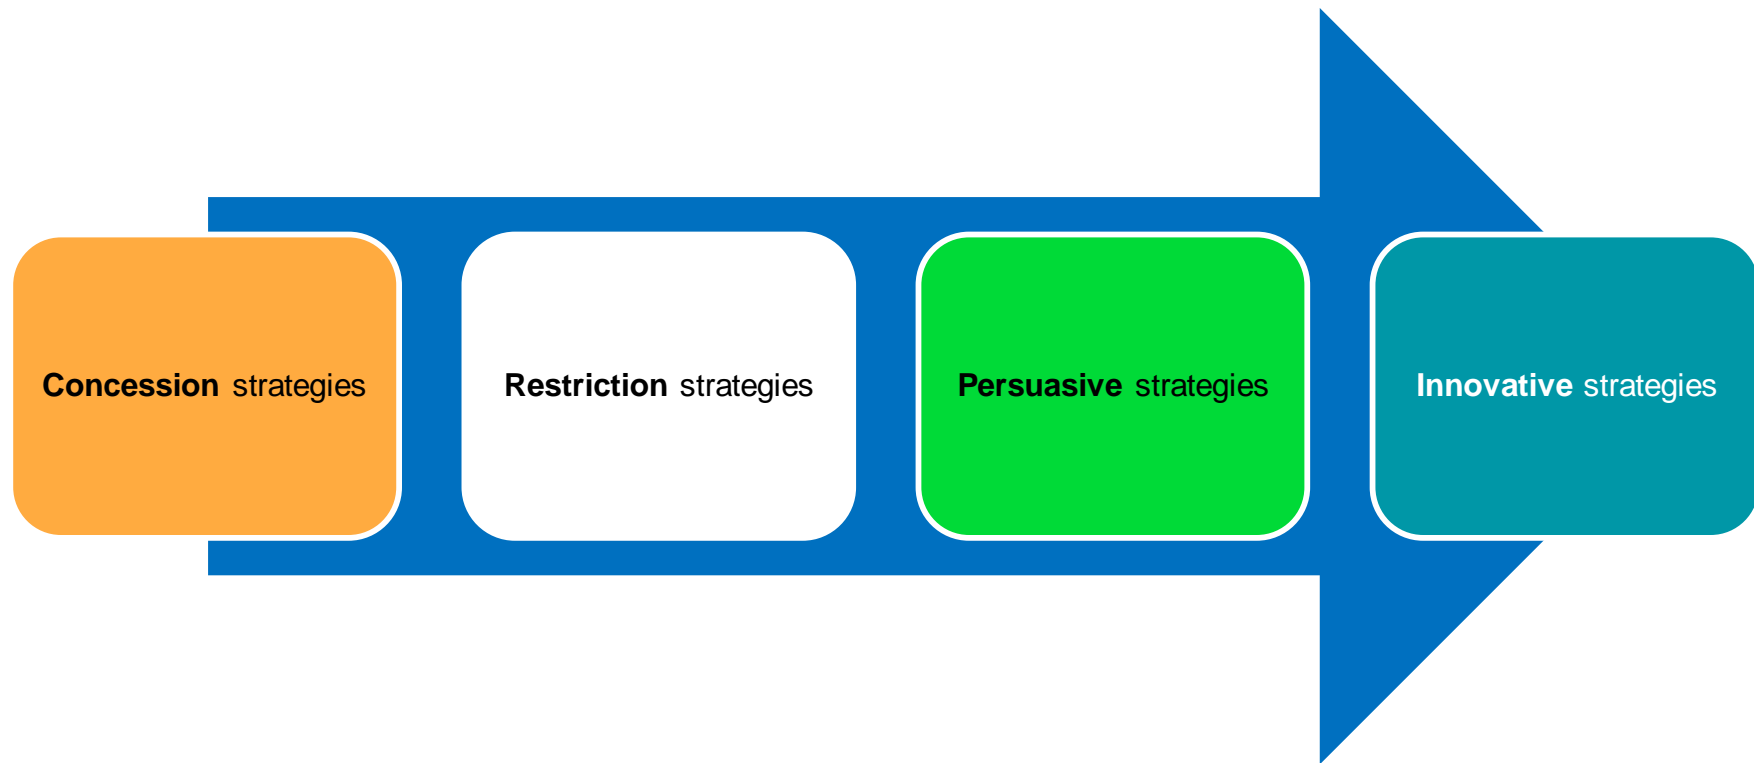 Concession strategies
Restriction strategies
Persuasive strategies
Innovative strategies